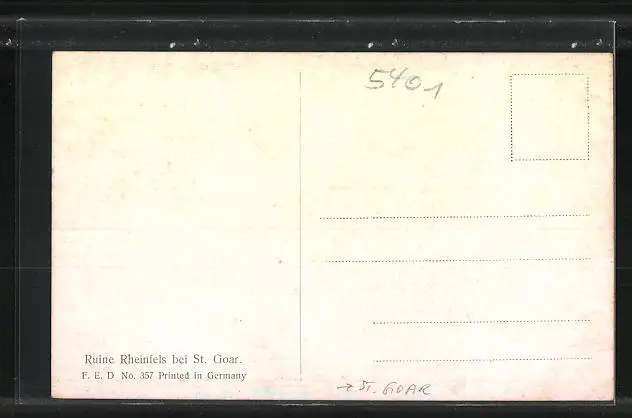 5401
Ruine Rheinfels bei St. Goar.
F. E. D No. 357 Printed in Germany
→ ST. GOAR